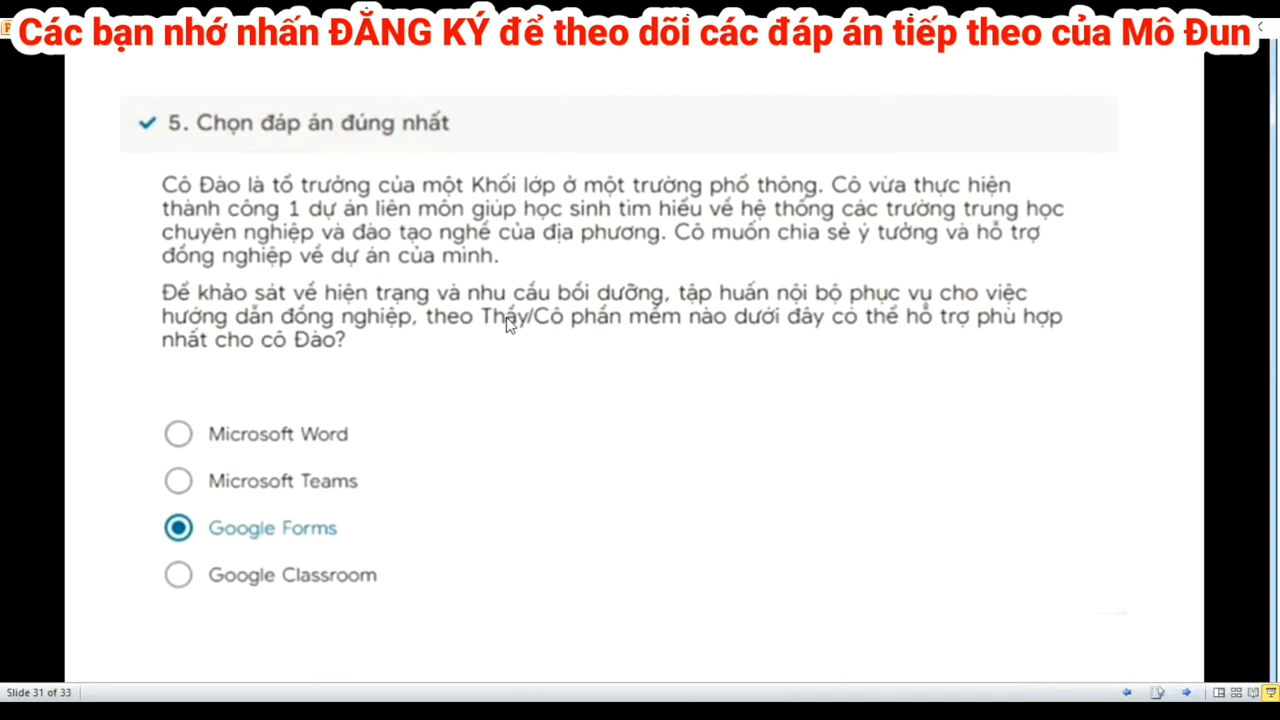 Các bạn nhớ nhấn ĐĂNG KÝ để theo dõi các đáp án tiếp theo của Mô Đun
5. Chọn đáp án đúng nhất
Cô Đào là tổ trưởng của một Khối lớp ở một trường phổ thông. Cô vừa thực hiện
thành công 1 dự án liên môn giúp học sinh tìm hiểu về hệ thống các trường trung học
chuyên nghiệp và đào tạo nghề của địa phương. Cô muốn chia sẻ ý tưởng và hỗ trợ
đồng nghiệp về dự án của mình.
Để khảo sát về hiện trạng và nhu cầu bồi dưỡng, tập huấn nội bộ phục vụ cho việc
hướng dẫn đồng nghiệp, theo Thầy/Cô phần mềm nào dưới đây có thể hỗ trợ phù hợp
nhất cho cô Đào?
Microsoft Word
Microsoft Teams
Google Forms
Google Classroom
Slide 31 of 33